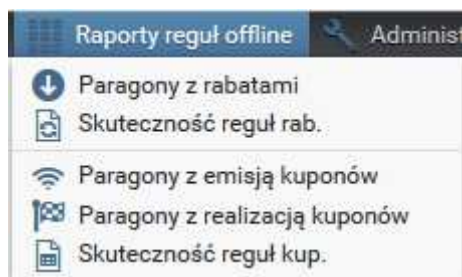 Raporty reguł offline Administ
Paragony z rabatami
Skuteczność reguł rab.
Paragony z emisją kuponów
Paragony z realizacją kuponów
Skuteczność reguł kup.